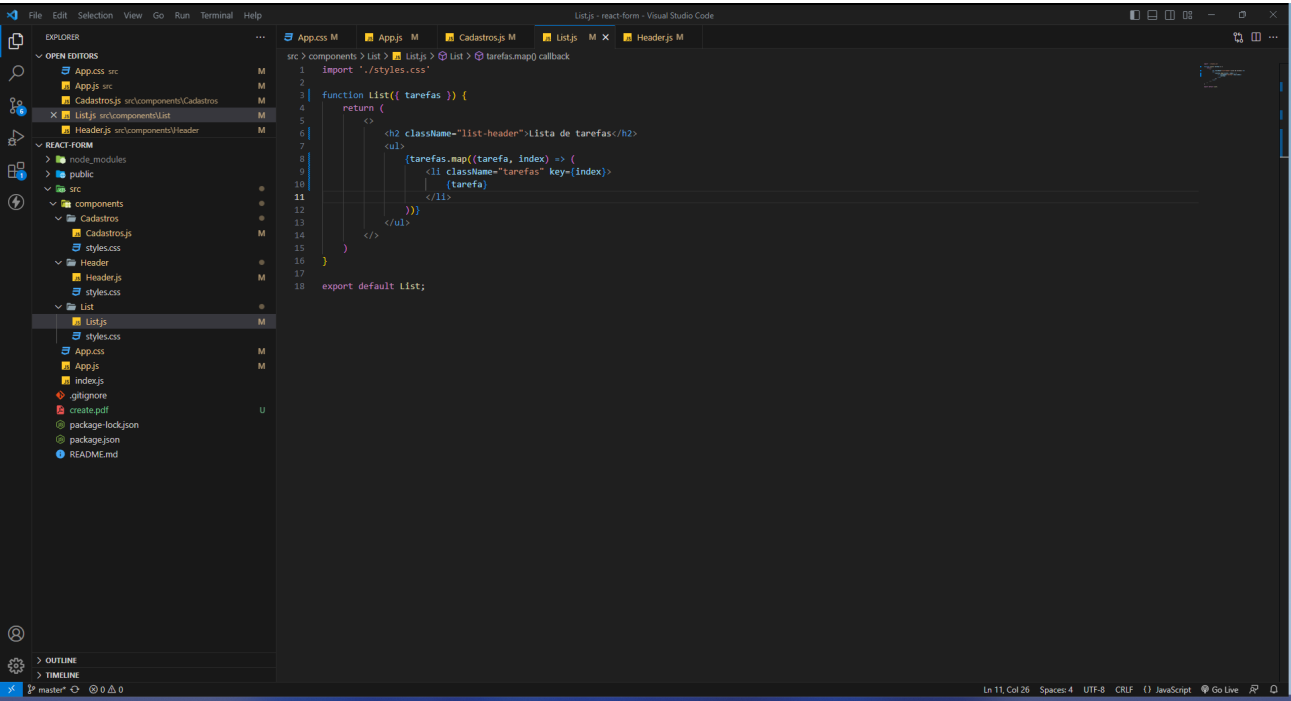 File Edit Selection View Go Run Terminal Help
List.js - react-form - Visual Studio Code
EXPLORER
OPEN EDITORS
App.css src M
App.js src M
Cadastros.js src\components\Cadastros M
List.js src\components\List M
Header.js src\components\Header M
REACT-FORM
node_modules
public
src
components
Cadastros
Cadastros.js M
styles.css
Header
Header.js M
styles.css
List
List.js M
styles.css
App.css M
App.js M
index.js
.gitignore
create.pdf U
package-lock.json
package.json
README.md
OUTLINE
TIMELINE
6
1
App.css M App.js M Cadastros.js M List.js M Header.js M
src > components > List > List.js > List > tarefas.map() callback
1 import './styles.css'
2
3 function List({ tarefas }) {
4 return (
5 <>
6 <h2 className="list-header">Lista de tarefas</h2>
7 <ul>
8 {tarefas.map((tarefa, index) => (
9 <li className="tarefas" key={index}>
10 {tarefa}
11 </li>
12 ))}
13 </ul>
14 </>
15 )
16 }
17
18 export default List;
master* 0 0 Ln 11, Col 26 Spaces: 4 UTF-8 CRLF {} JavaScript Go Live